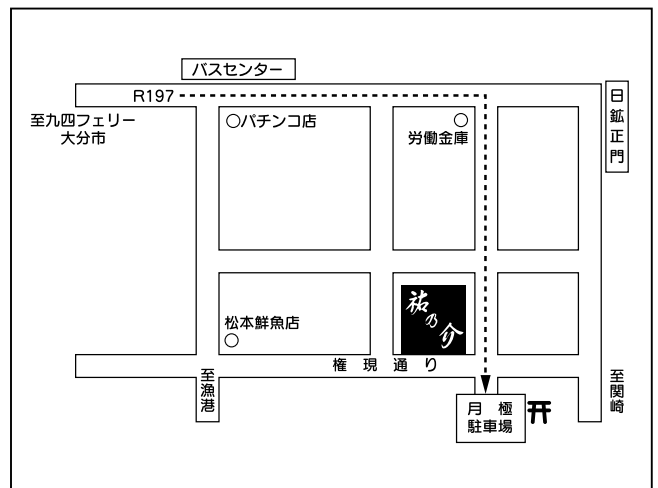 バスセンター
R197
日鉱正門
至九四フェリー
大分市
パチンコ店
労働金庫
祐乃介
松本鮮魚店
権現通り
至漁港
至関崎
月極
駐車場